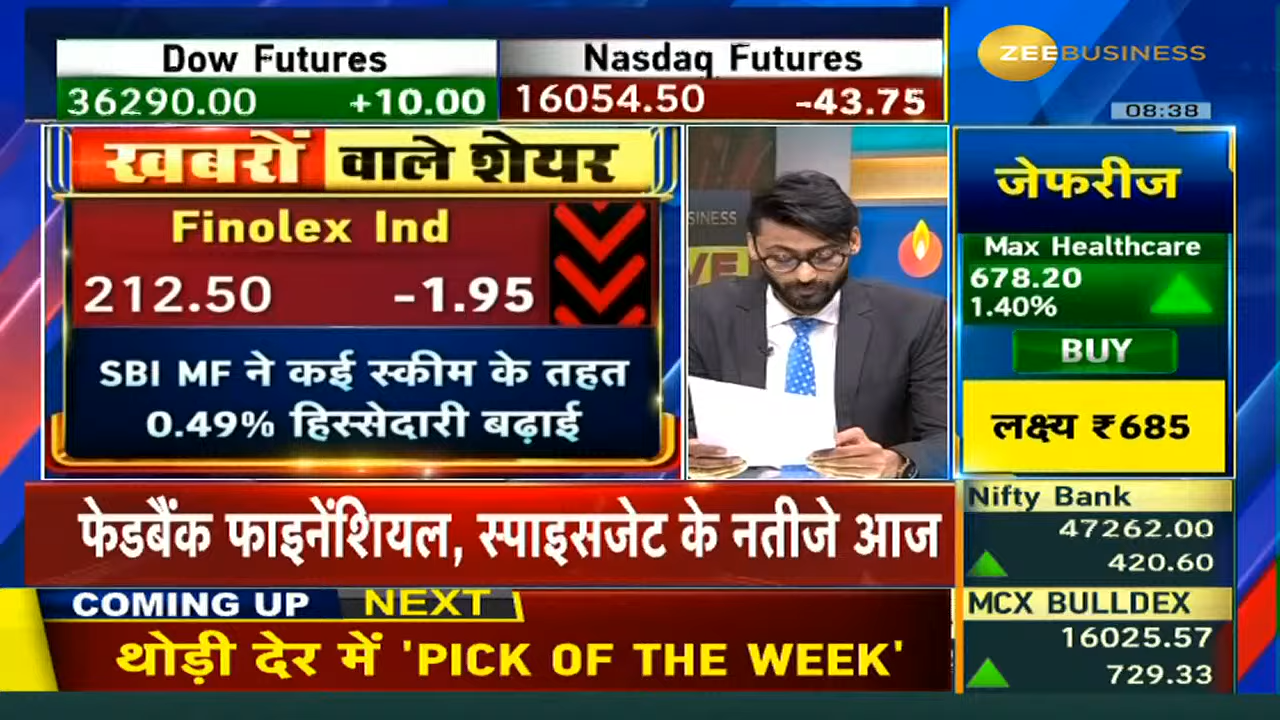 Dow Futures
36290.00 +10.00
Nasdaq Futures
16054.50 -43.75
ZEEBUSINESS
08:38
खबरों वाले शेयर
Finolex Ind
212.50 -1.95
SBI MF ने कई स्कीम के तहत
0.49% हिस्सेदारी बढ़ाई
SINESS
VE
जेफरीज
Max Healthcare
678.20
1.40%
BUY
लक्ष्य ₹685
फेडबैंक फाइनेंशियल, स्पाइसजेट के नतीजे आज
Nifty Bank
47262.00
420.60
MCX BULLDEX
16025.57
729.33
COMING UP NEXT
थोड़ी देर में 'PICK OF THE WEEK'